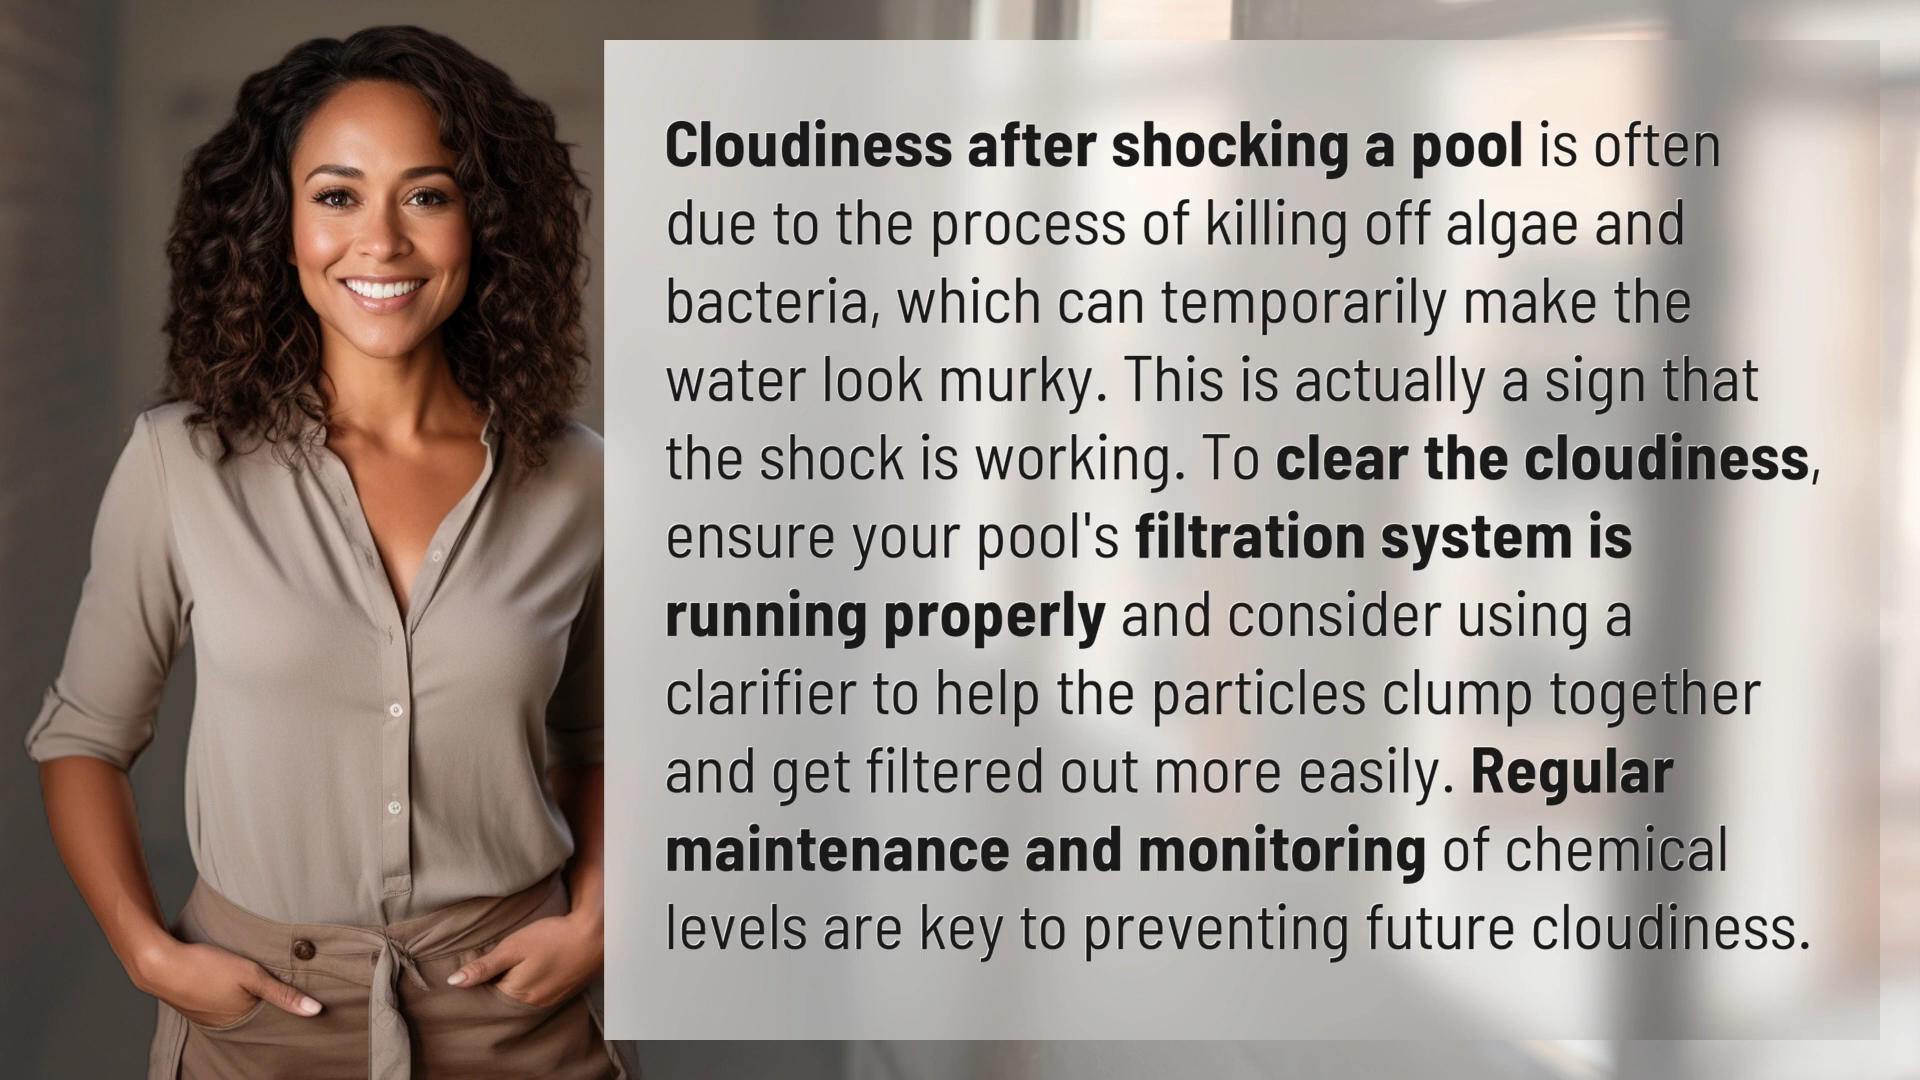 Cloudiness after shocking a pool is often
due to the process of killing off algae and
bacteria, which can temporarily make the
water look murky. This is actually a sign that
the shock is working. To clear the cloudiness,
ensure your pool's filtration system is
running properly and consider using a
clarifier to help the particles clump together
and get filtered out more easily. Regular
maintenance and monitoring of chemical
levels are key to preventing future cloudiness.